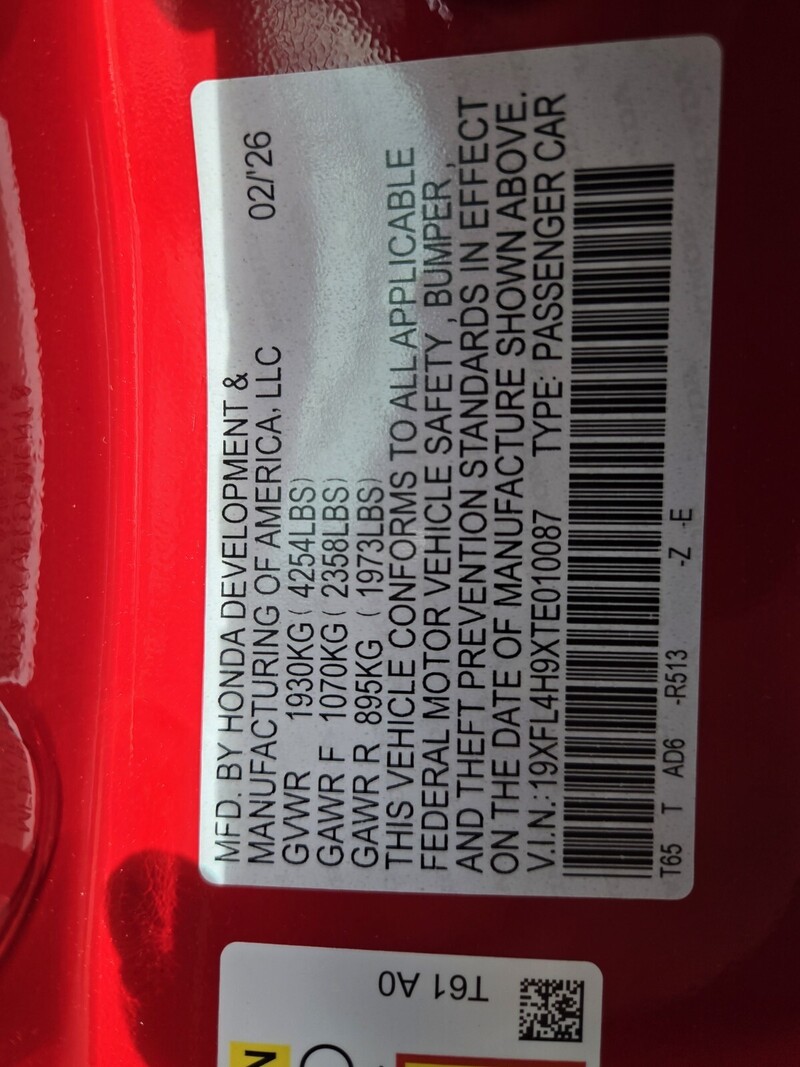 MFD. BY HONDA DEVELOPMENT &
MANUFACTURING OF AMERICA, LLC 02/'26
GVWR 1930KG ( 4254LBS)
GAWR F 1070KG ( 2358LBS)
GAWR R 895KG ( 1973LBS)
THIS VEHICLE CONFORMS TO ALL APPLICABLE
FEDERAL MOTOR VEHICLE SAFETY , BUMPER ,
AND THEFT PREVENTION STANDARDS IN EFFECT
ON THE DATE OF MANUFACTURE SHOWN ABOVE.
V.I.N.:19XFL4H9XTE010087 TYPE: PASSENGER CAR
T65 T AD6 -R513 -Z -E
T61 A0